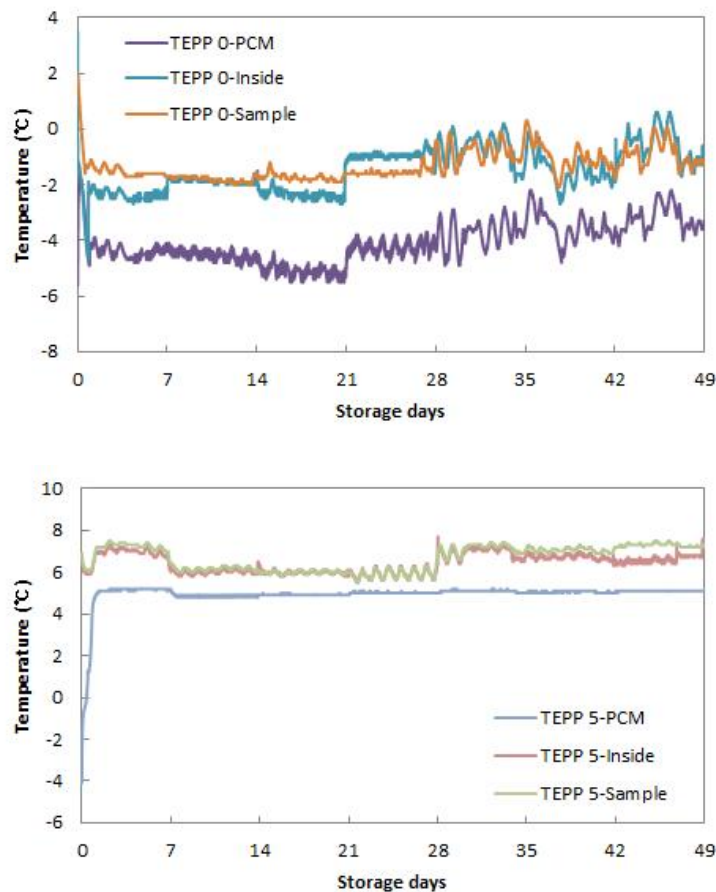 4
2
0
-2
-4
-6
-8
Temperature (℃)
TEPP 0-PCM
TEPP 0-Inside
TEPP 0-Sample
0 7 14 21 28 35 42 49
Storage days
10
8
6
4
2
0
-2
-4
-6
Temperature (℃)
TEPP 5-PCM
TEPP 5-Inside
TEPP 5-Sample
0 7 14 21 28 35 42 49
Storage days